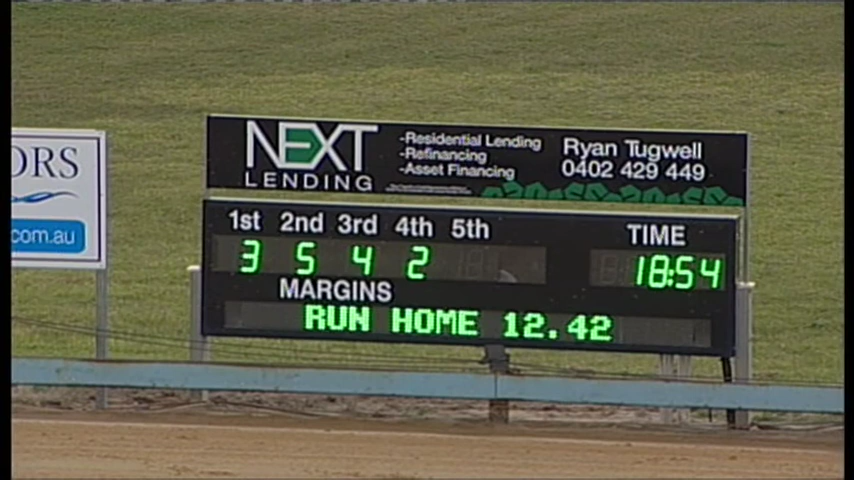 ORS
com.au
NEXT
LENDING
-Residential Lending
-Refinancing
-Asset Financing
Ryan Tugwell
0402 429 449
1st 2nd 3rd 4th 5th
TIME
3 5 4 2
18:54
MARGINS
RUN HOME 12.42